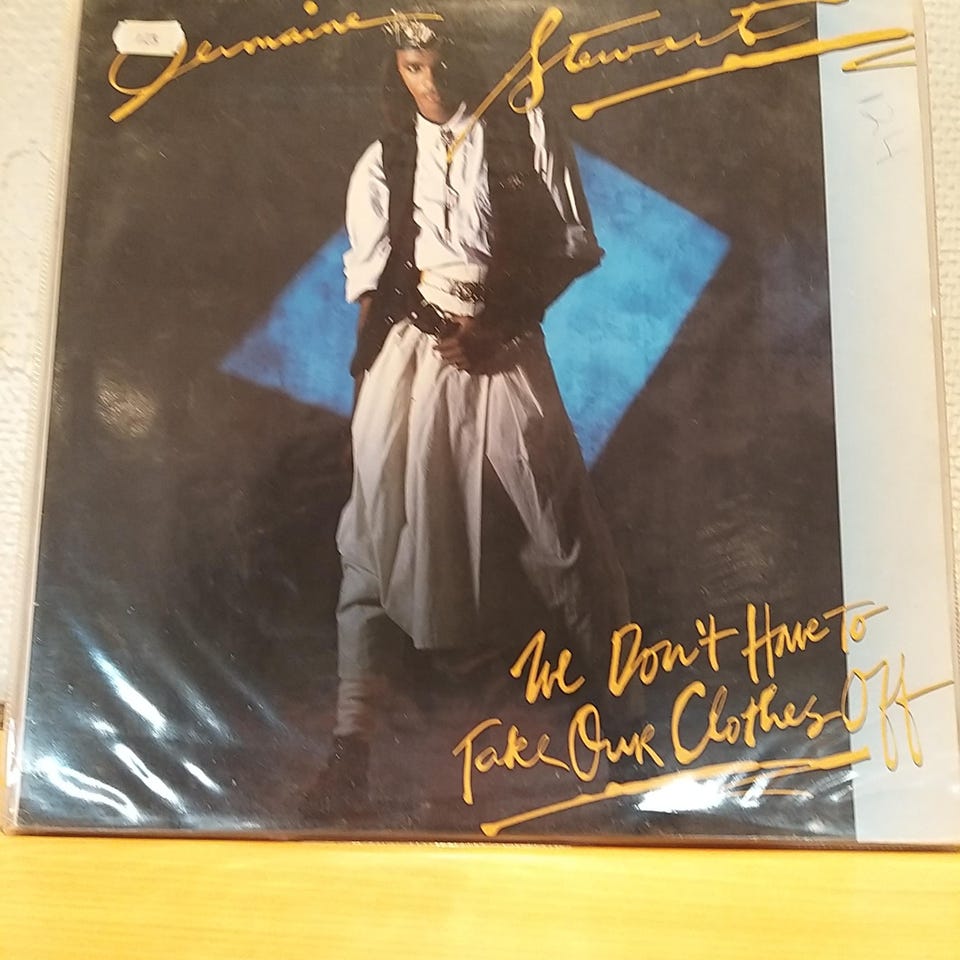 Jermaine Stewart
We Don't Have To
Take Our Clothes Off